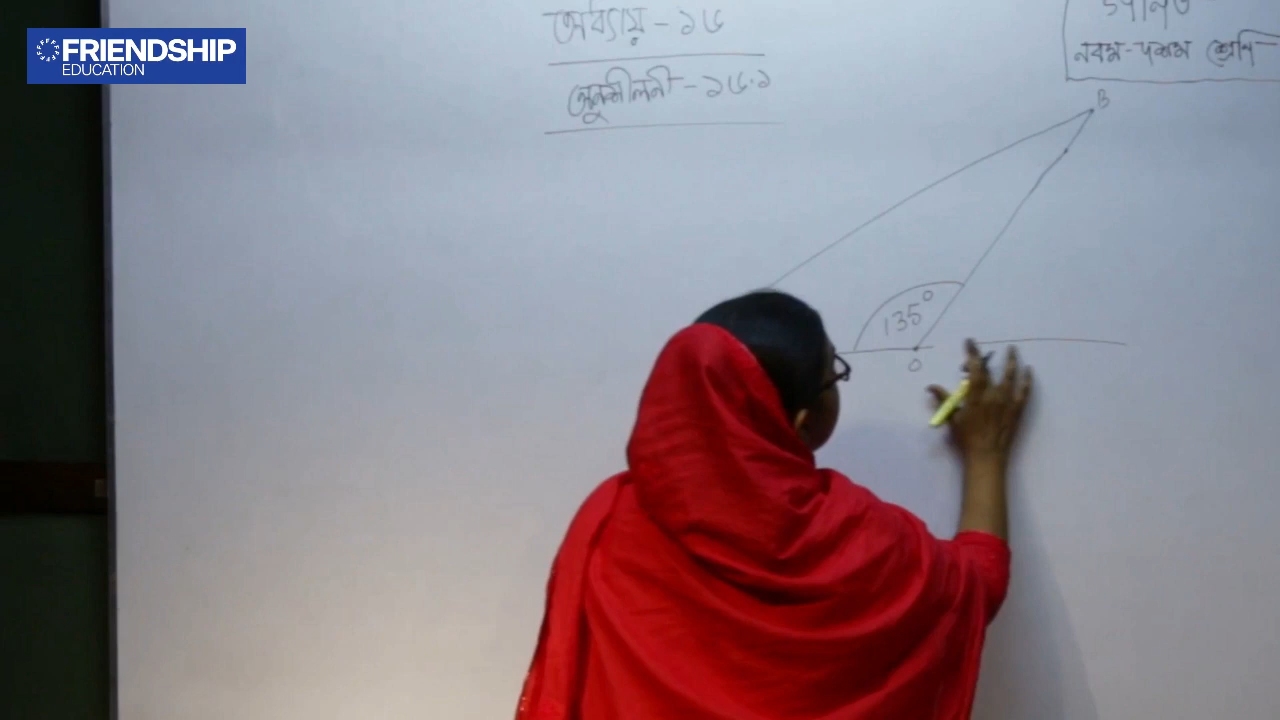 FRIENDSHIP
EDUCATION
অধ্যায় - ১৬
অনুশীলনী - ১৬.১
গণিত
নবম-দশম শ্রেণি
B
135°
O